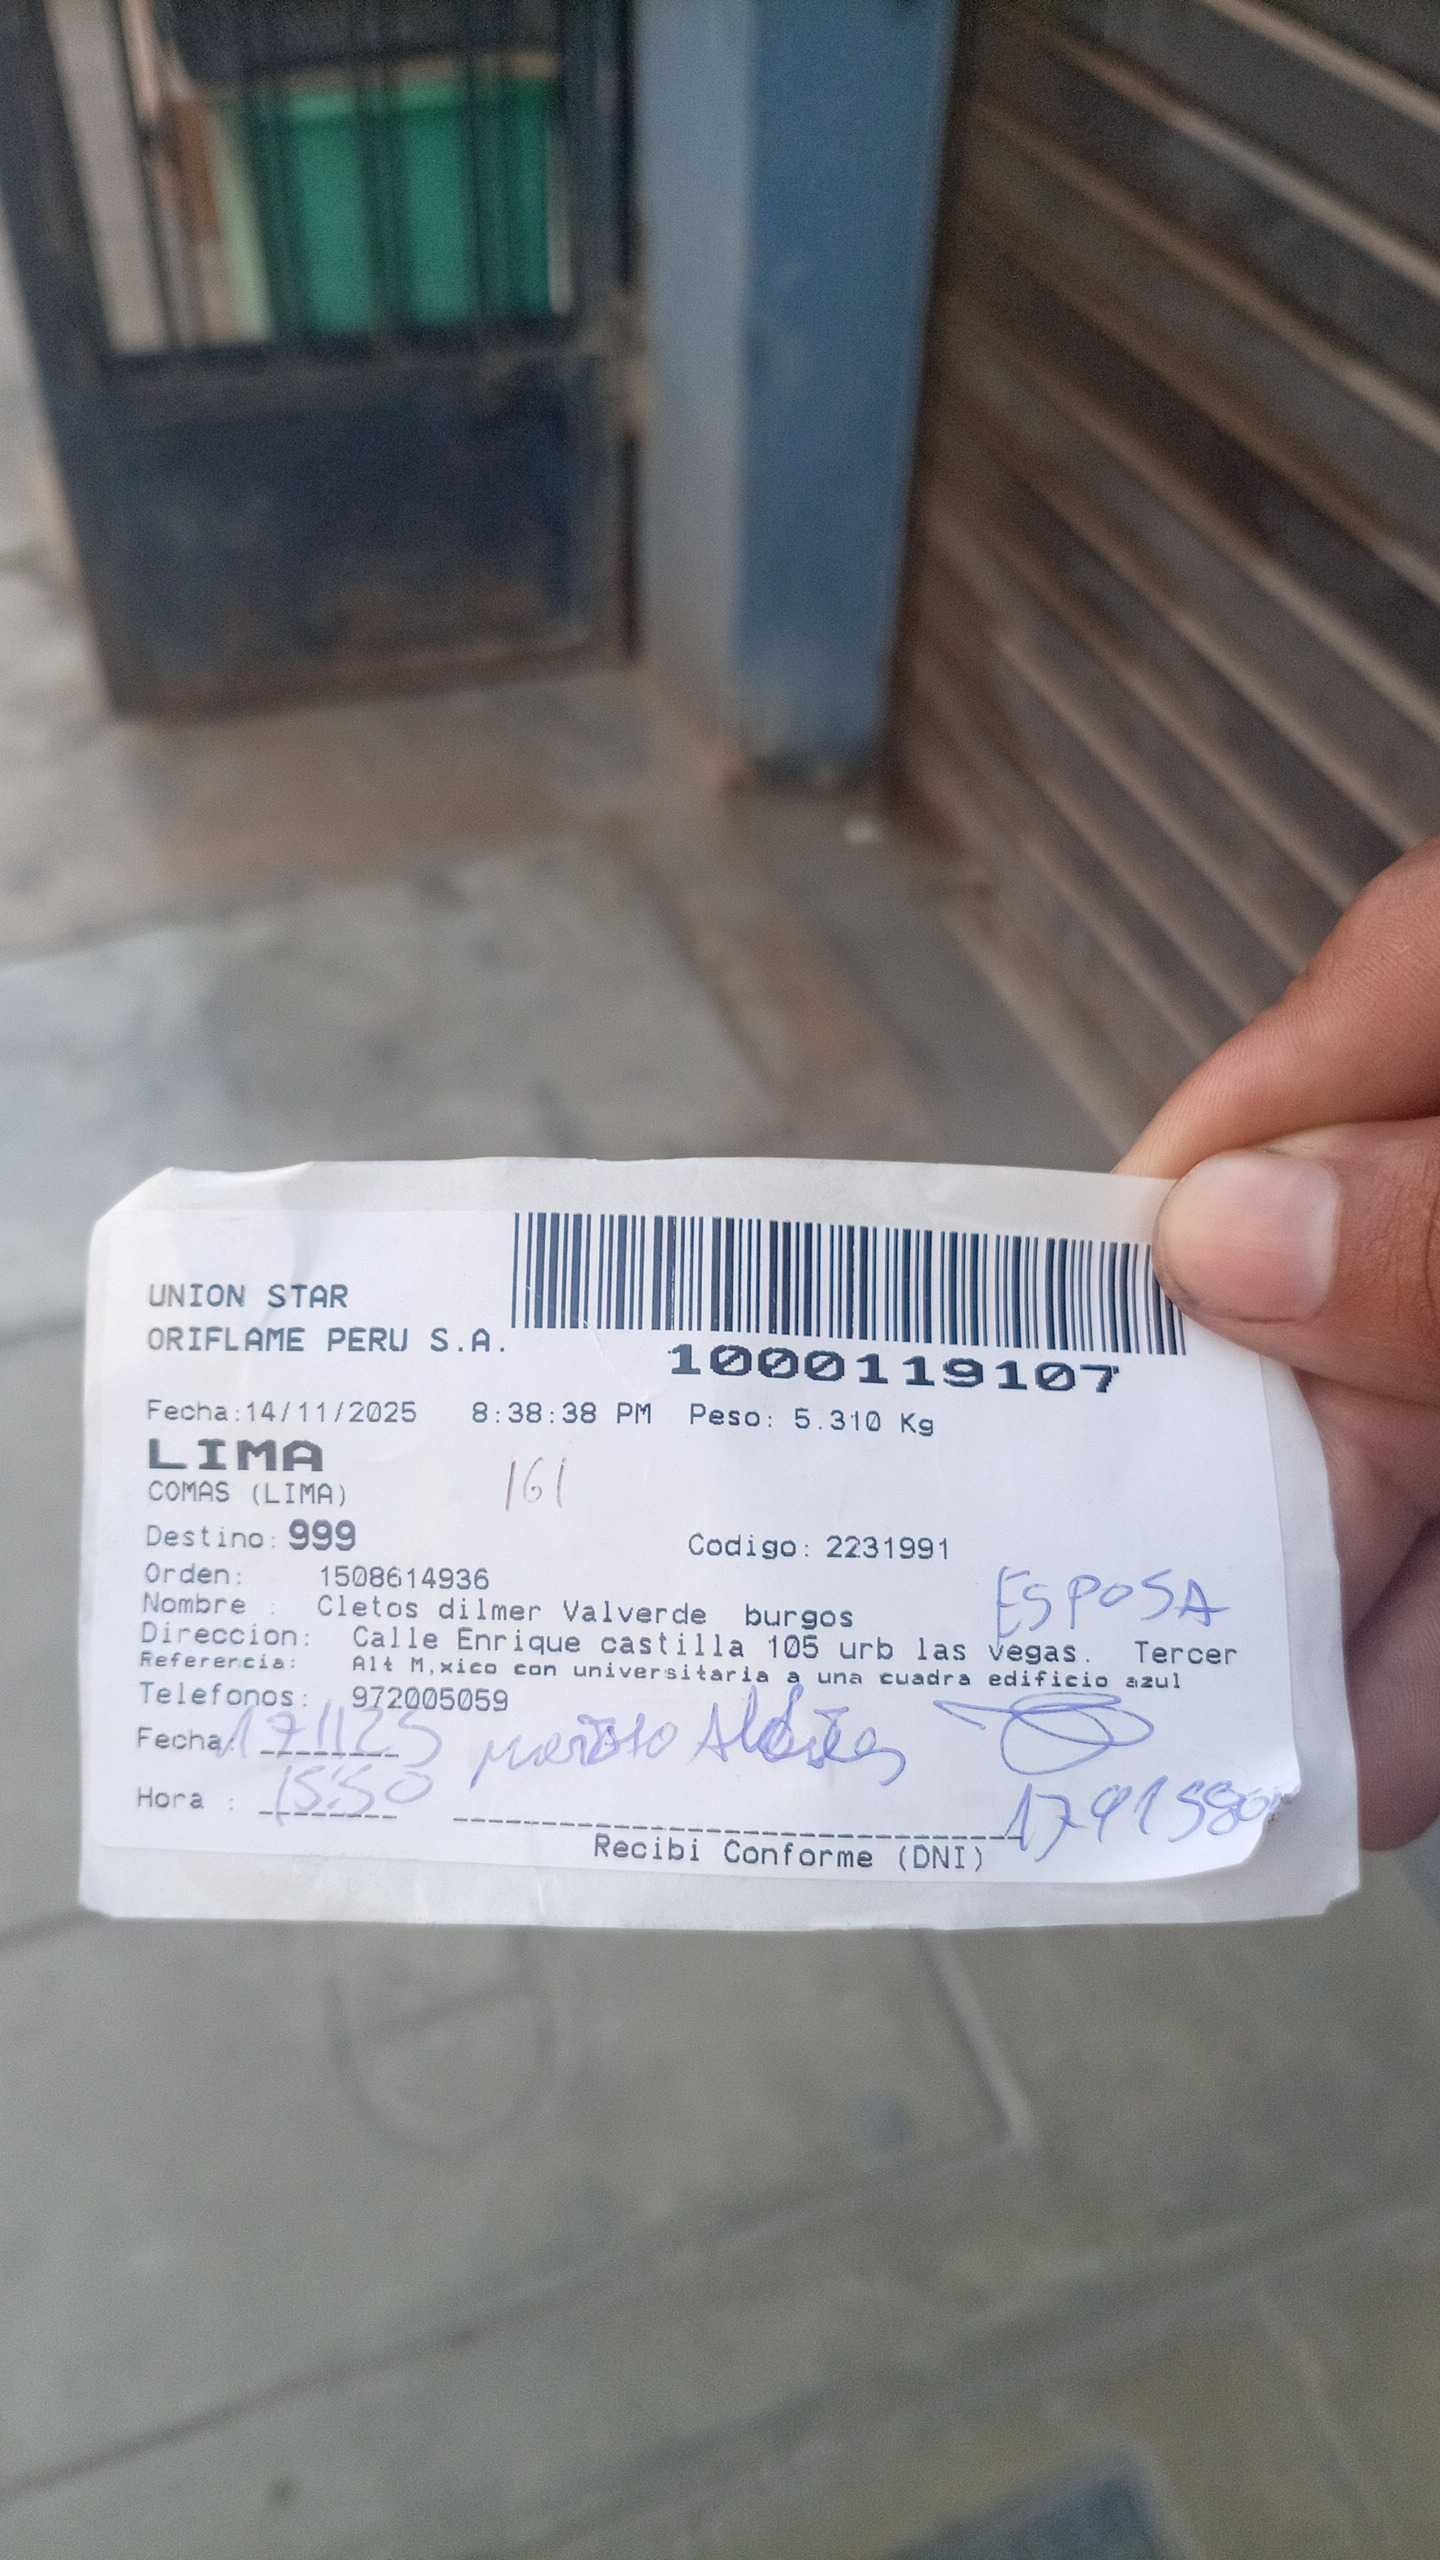 UNION STAR
ORIFLAME PERU S.A.
1000119107
Fecha:14/11/2025 8:38:38 PM Peso: 5.310 Kg
LIMA
COMAS (LIMA)
161
Destino: 999 Codigo: 2231991
Orden: 1508614936
ESPOSA
Nombre : Cletos dilmer Valverde burgos
Direccion: Calle Enrique castilla 105 urb las vegas. Tercer
Referencia: Alt M,xico con universitaria a una cuadra edificio azul
Telefonos: 972005059
Fecha: 171125
Hora : 15:50
Recibi Conforme (DNI)